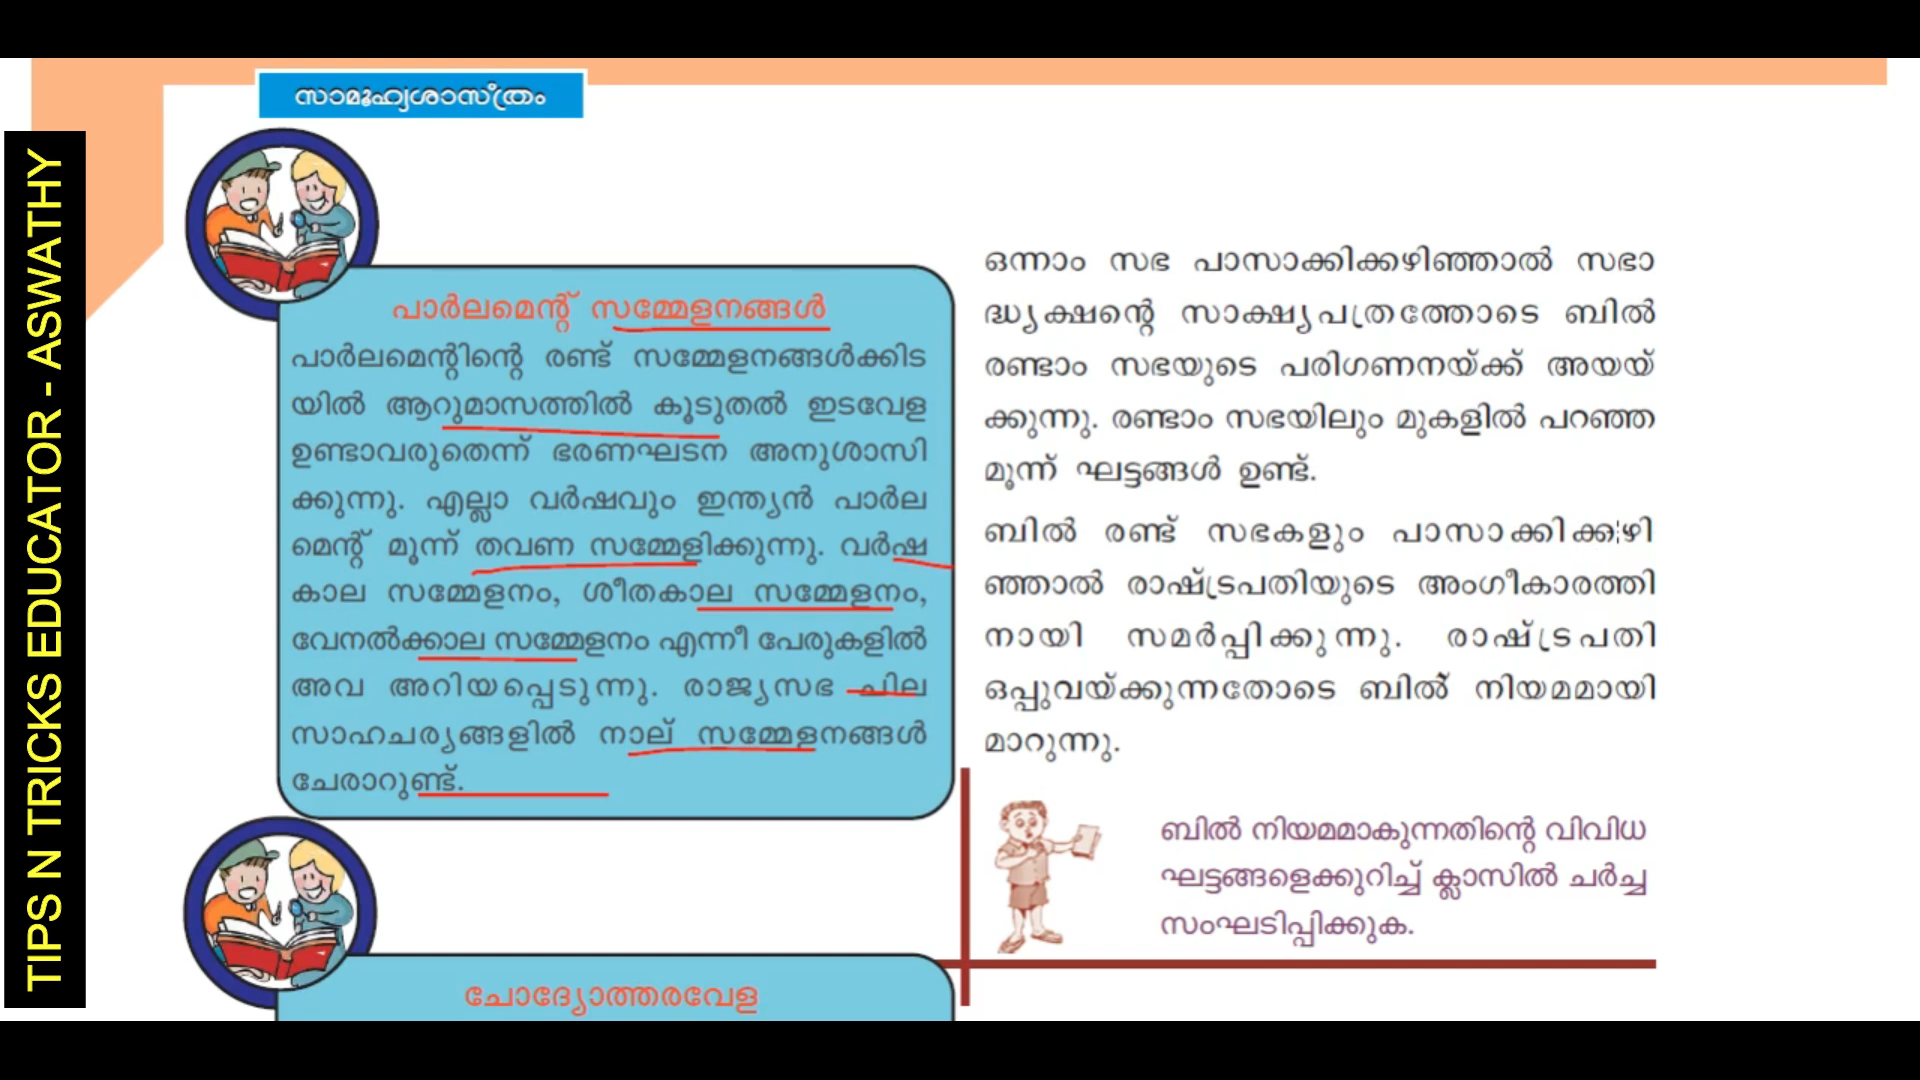 സാമൂഹ്യശാസ്ത്രം
TIPS N TRICKS EDUCATOR - ASWATHY
പാർലമെന്റ് സമ്മേളനങ്ങൾ
പാർലമെന്റിന്റെ രണ്ട് സമ്മേളനങ്ങൾക്കിട
യിൽ ആറുമാസത്തിൽ കൂടുതൽ ഇടവേള
ഉണ്ടാവരുതെന്ന് ഭരണഘടന അനുശാസി
ക്കുന്നു. എല്ലാ വർഷവും ഇന്ത്യൻ പാർല
മെന്റ് മൂന്ന് തവണ സമ്മേളിക്കുന്നു. വർഷ
കാല സമ്മേളനം, ശീതകാല സമ്മേളനം,
വേനൽക്കാല സമ്മേളനം എന്നീ പേരുകളിൽ
അവ അറിയപ്പെടുന്നു. രാജ്യസഭ ചില
സാഹചര്യങ്ങളിൽ നാല് സമ്മേളനങ്ങൾ
ചേരാറുണ്ട്.
ചോദ്യോത്തരവേള
ഒന്നാം സഭ പാസാക്കിക്കഴിഞ്ഞാൽ സഭാ
ദ്ധ്യക്ഷന്റെ സാക്ഷ്യപത്രത്തോടെ ബിൽ
രണ്ടാം സഭയുടെ പരിഗണനയ്ക്ക് അയയ്
ക്കുന്നു. രണ്ടാം സഭയിലും മുകളിൽ പറഞ്ഞ
മൂന്ന് ഘട്ടങ്ങൾ ഉണ്ട്.
ബിൽ രണ്ട് സഭകളും പാസാക്കിക്കഴി
ഞ്ഞാൽ രാഷ്ട്രപതിയുടെ അംഗീകാരത്തി
നായി സമർപ്പിക്കുന്നു. രാഷ്ട്രപതി
ഒപ്പുവയ്ക്കുന്നതോടെ ബിൽ നിയമമായി
മാറുന്നു.
ബിൽ നിയമമാകുന്നതിന്റെ വിവിധ
ഘട്ടങ്ങളെക്കുറിച്ച് ക്ലാസിൽ ചർച്ച
സംഘടിപ്പിക്കുക.